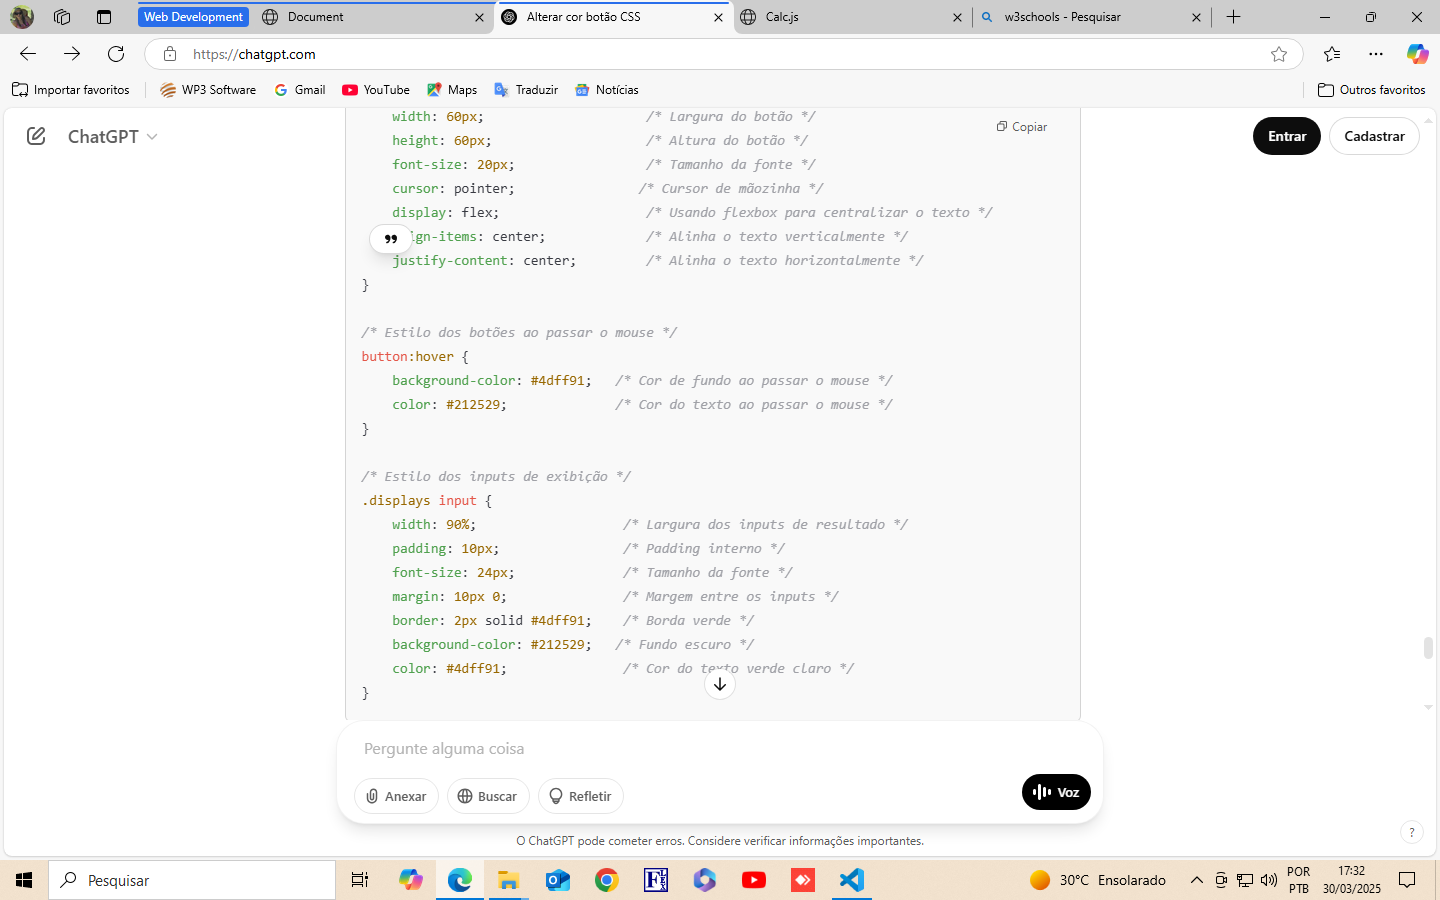 Web Development
Document
Alterar cor botão CSS
Calc.js
w3schools - Pesquisar
https://chatgpt.com
Importar favoritos
WP3 Software
Gmail
YouTube
Maps
Traduzir
Notícias
Outros favoritos
ChatGPT
Copiar
Entrar
Cadastrar
width: 60px; /* Largura do botão */
height: 60px; /* Altura do botão */
font-size: 20px; /* Tamanho da fonte */
cursor: pointer; /* Cursor de mãozinha */
display: flex; /* Usando flexbox para centralizar o texto */
ign-items: center; /* Alinha o texto verticalmente */
justify-content: center; /* Alinha o texto horizontalmente */
}
/* Estilo dos botões ao passar o mouse */
button:hover {
background-color: #4dff91; /* Cor de fundo ao passar o mouse */
color: #212529; /* Cor do texto ao passar o mouse */
}
/* Estilo dos inputs de exibição */
.displays input {
width: 90%; /* Largura dos inputs de resultado */
padding: 10px; /* Padding interno */
font-size: 24px; /* Tamanho da fonte */
margin: 10px 0; /* Margem entre os inputs */
border: 2px solid #4dff91; /* Borda verde */
background-color: #212529; /* Fundo escuro */
color: #4dff91; /* Cor do texto verde claro */
}
Pergunte alguma coisa
Anexar
Buscar
Refletir
Voz
O ChatGPT pode cometer erros. Considere verificar informações importantes.
?
Pesquisar
30°C Ensolarado
POR
PTB
17:32
30/03/2025